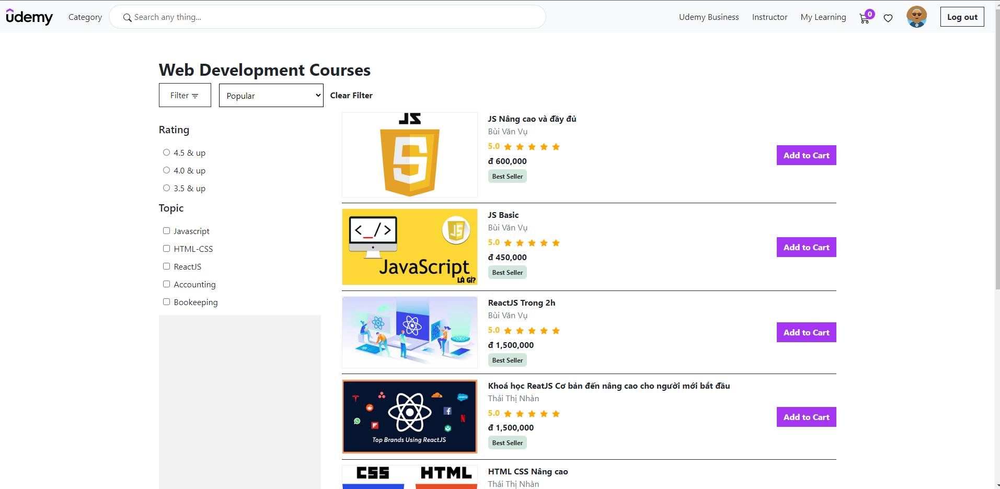 ûdemy
Category
Search any thing...
Udemy Business
Instructor
My Learning
0
Log out
Web Development Courses
Filter
Popular
Clear Filter
Rating
4.5 & up
4.0 & up
3.5 & up
Topic
Javascript
HTML-CSS
ReactJS
Accounting
Bookeeping
JS
JS Nâng cao và đầy đủ
Bùi Văn Vụ
5.0
đ 600,000
Best Seller
Add to Cart
JS
JavaScript
LÀ GÌ?
JS Basic
Bùi Văn Vụ
5.0
đ 450,000
Best Seller
Add to Cart
ReactJS Trong 2h
Bùi Văn Vụ
5.0
đ 1,500,000
Best Seller
Add to Cart
Top Brands Using ReactJS
Khoá học ReatJS Cơ bản đến nâng cao cho người mới bắt đầu
Thái Thị Nhàn
5.0
đ 1,500,000
Best Seller
Add to Cart
CSS HTML
HTML CSS Nâng cao
Thái Thị Nhàn